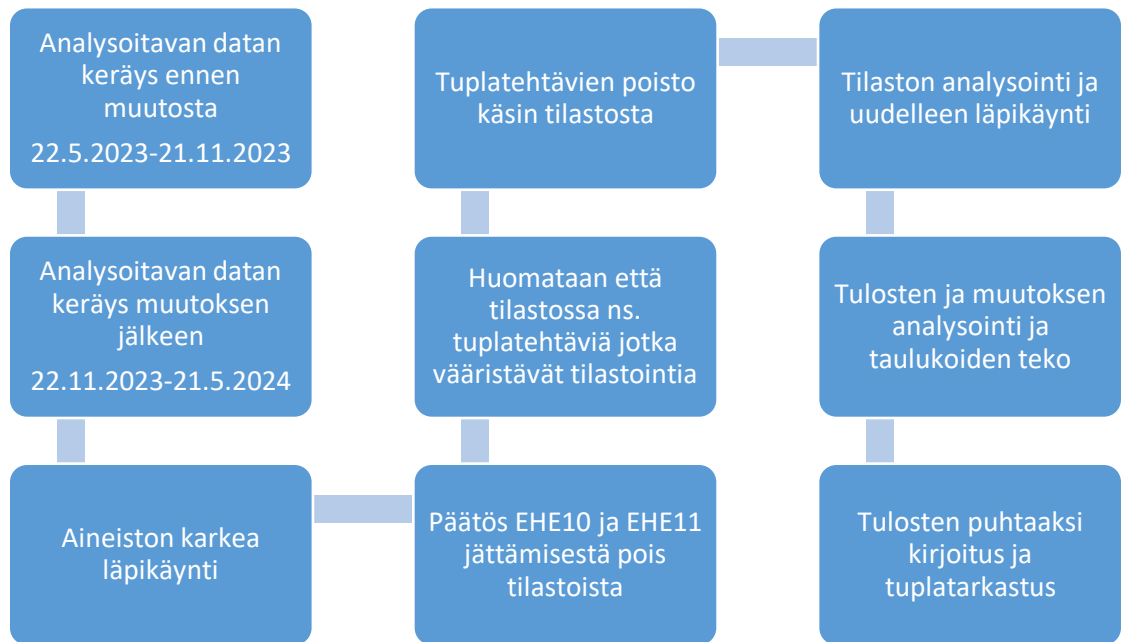 Analysoitavan datan
keräys ennen
muutosta
22.5.2023-21.11.2023
Analysoitavan datan
keräys muutoksen
jälkeen
22.11.2023-21.5.2024
Aineiston karkea
läpikäynti
Päätös EHE10 ja EHE11
jättämisestä pois
tilastoista
Huomataan että
tilastossa ns.
tuplatehtäviä jotka
vääristävät tilastointia
Tuplatehtävien poisto
käsin tilastosta
Tilaston analysointi ja
uudelleen läpikäynti
Tulosten ja muutoksen
analysointi ja
taulukoiden teko
Tulosten puhtaaksi
kirjoitus ja
tuplatarkastus